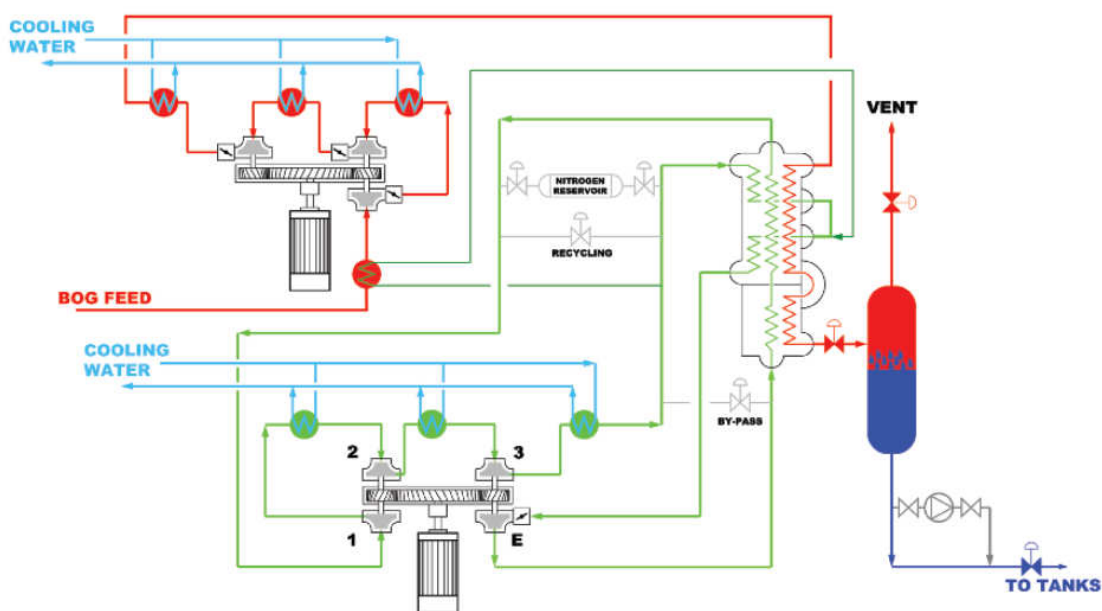 COOLING
WATER
VENT
NITROGEN
RESERVOIR
RECYCLING
BOG FEED
COOLING
WATER
BY-PASS
2
3
1
E
TO TANKS